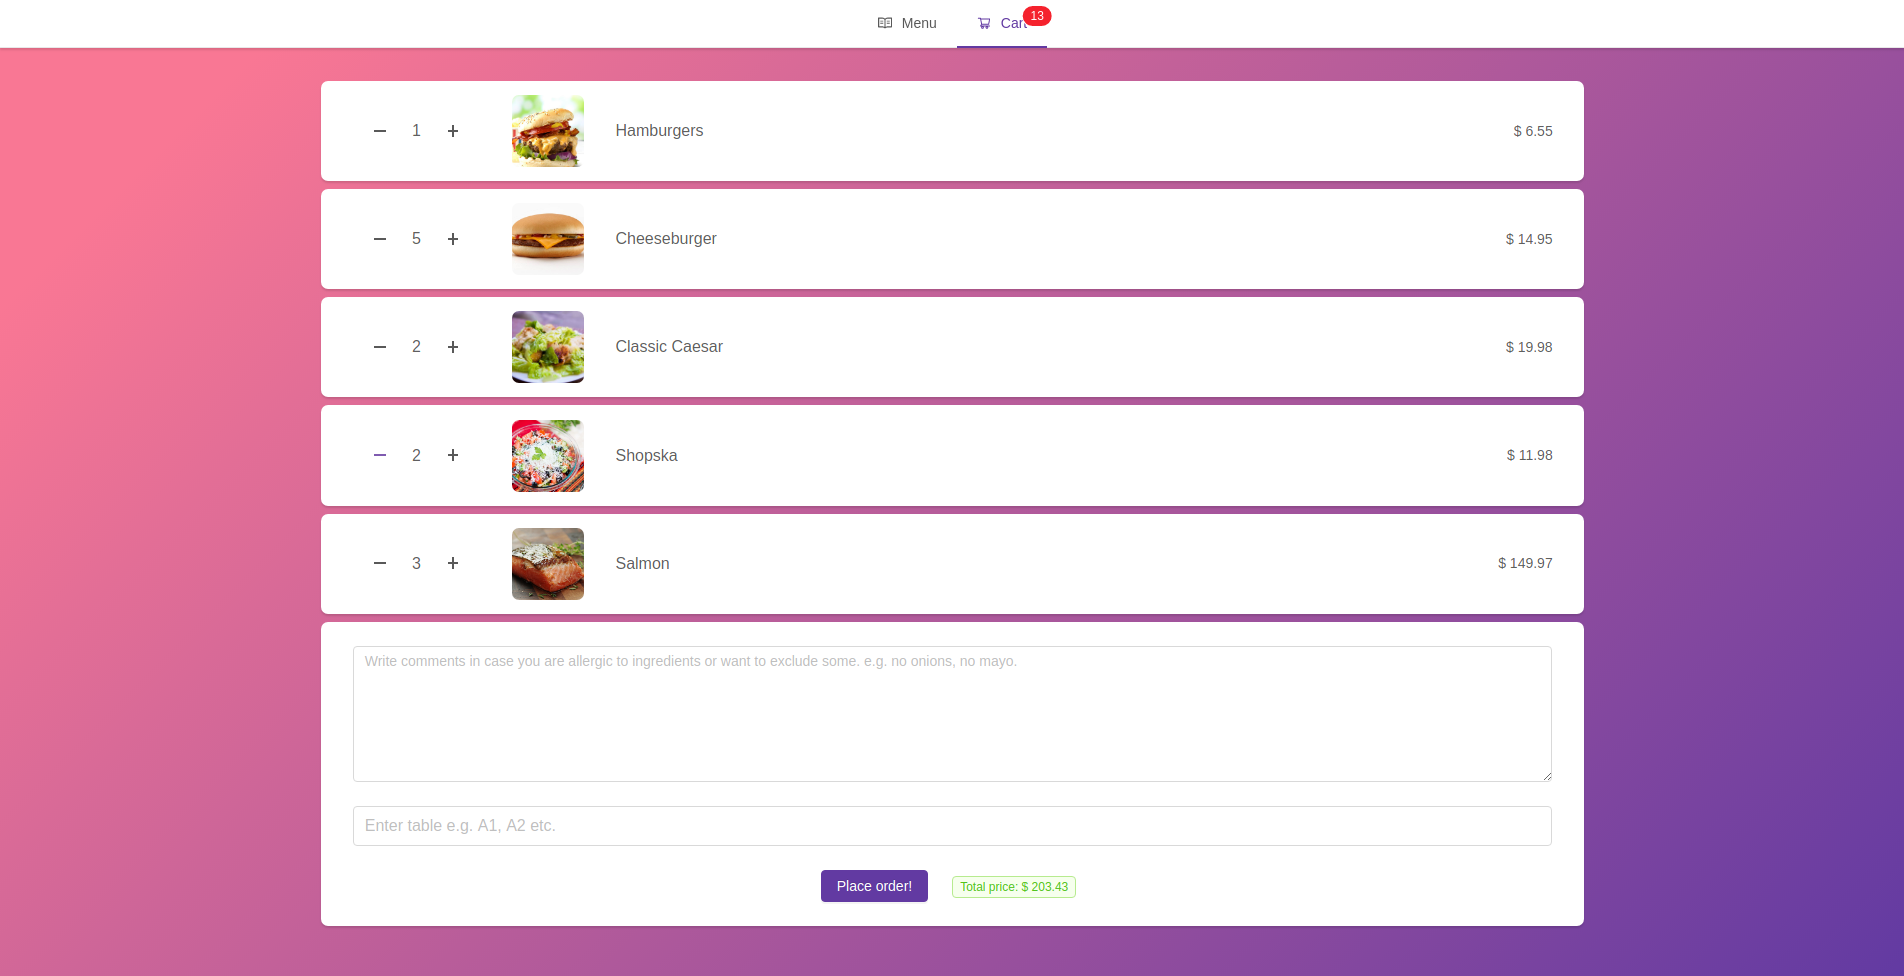 Menu
Cart
13
1
Hamburgers
$ 6.55
5
Cheeseburger
$ 14.95
2
Classic Caesar
$ 19.98
2
Shopska
$ 11.98
3
Salmon
$ 149.97
Write comments in case you are allergic to ingredients or want to exclude some. e.g. no onions, no mayo.
Enter table e.g. A1, A2 etc.
Place order!
Total price: $ 203.43